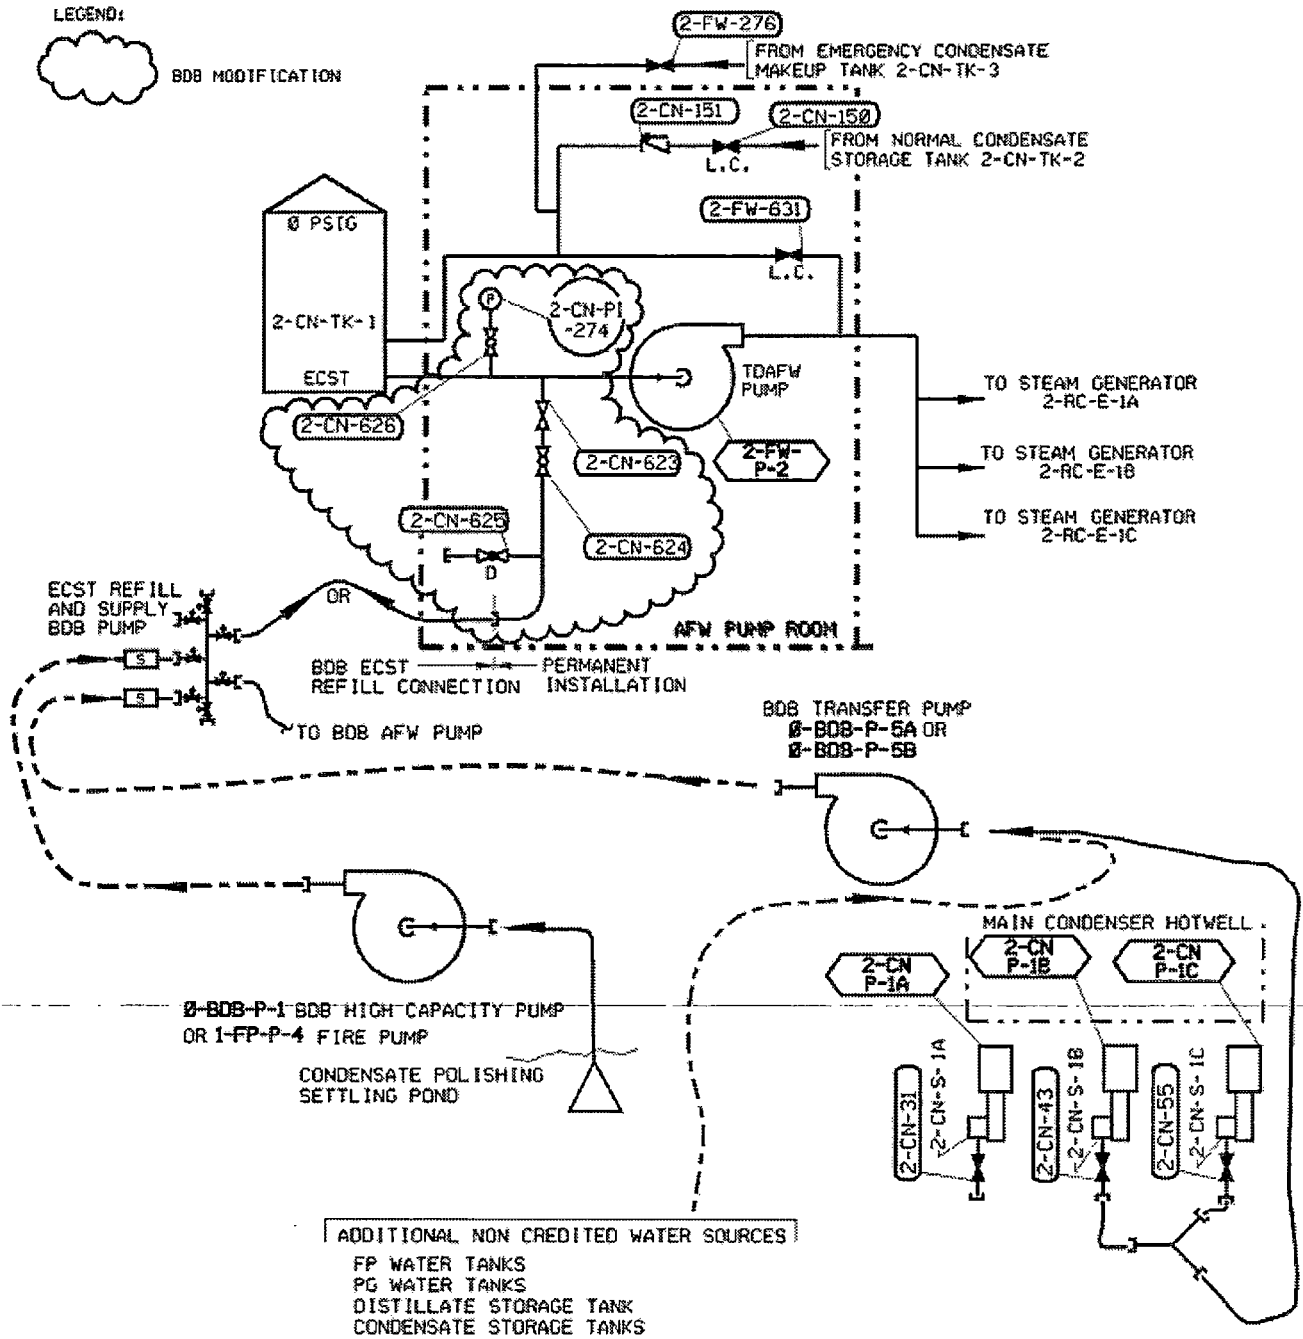 LEGEND:
BDB MODIFICATION
2-FW-276
FROM EMERGENCY CONDENSATE
MAKEUP TANK 2-CN-TK-3
2-CN-151
2-CN-150
L.C.
FROM NORMAL CONDENSATE
STORAGE TANK 2-CN-TK-2
2-FW-631
L.C.
0 PSIG
2-CN-TK-1
ECST
P
2-CN-PI
-274
TDAFW
PUMP
2-CN-626
2-CN-623
2-FW-
P-2
TO STEAM GENERATOR
2-RC-E-1A
TO STEAM GENERATOR
2-RC-E-1B
TO STEAM GENERATOR
2-RC-E-1C
2-CN-625
2-CN-624
D
ECST REFILL
AND SUPPLY
BDB PUMP
OR
AFW PUMP ROOM
S
S
BDB ECST
REFILL CONNECTION
PERMANENT
INSTALLATION
TO BDB AFW PUMP
BDB TRANSFER PUMP
0-BDB-P-5A OR
0-BDB-P-5B
MAIN CONDENSER HOTWELL
2-CN
P-1A
2-CN
P-1B
2-CN
P-1C
0-BDB-P-1 BDB HIGH CAPACITY PUMP
OR 1-FP-P-4 FIRE PUMP
CONDENSATE POLISHING
SETTLING POND
2-CN-31
2-CN-S-1A
2-CN-43
2-CN-S-1B
2-CN-55
2-CN-S-1C
ADDITIONAL NON CREDITED WATER SOURCES
FP WATER TANKS
PG WATER TANKS
DISTILLATE STORAGE TANK
CONDENSATE STORAGE TANKS